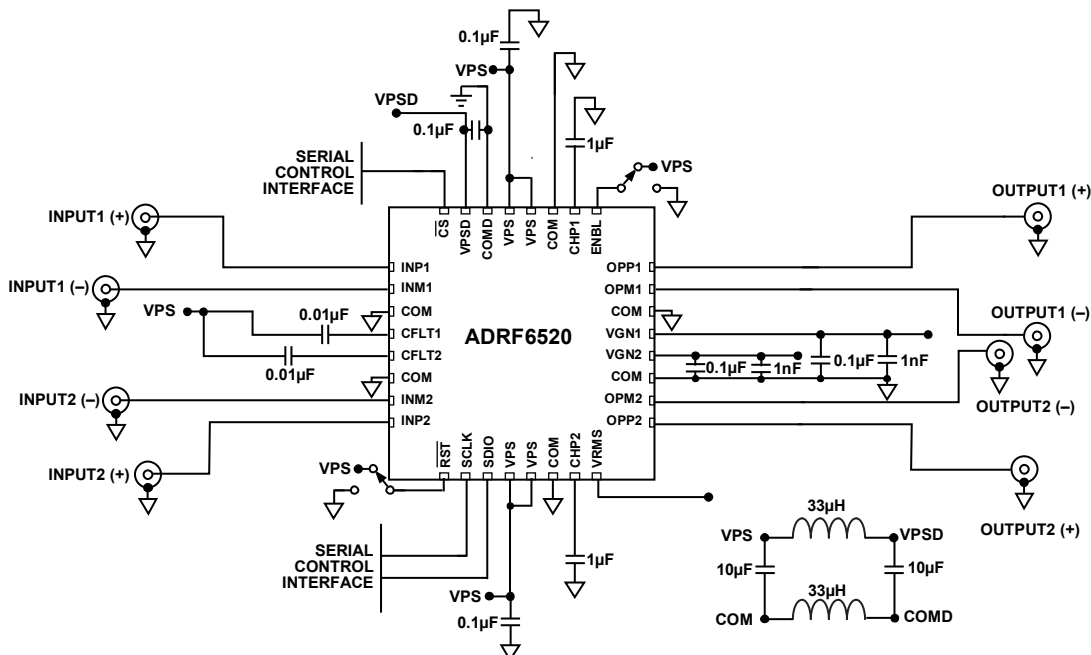 0.1µF
VPS
VPSD
0.1µF
1µF
VPS
SERIAL
CONTROL
INTERFACE
INPUT1 (+)
OUTPUT1 (+)
CS
VPSD
COMD
VPS
VPS
COM
CHP1
ENBL
INPUT1 (–)
VPS
0.01µF
0.01µF
INPUT2 (–)
INPUT2 (+)
INP1
INM1
COM
CFLT1
CFLT2
COM
INM2
INP2
ADRF6520
OPP1
OPM1
COM
VGN1
VGN2
COM
OPM2
OPP2
OUTPUT1 (–)
0.1µF
1nF
0.1µF
1nF
OUTPUT2 (–)
OUTPUT2 (+)
RST
SCLK
SDIO
VPS
VPS
COM
CHP2
VRMS
VPS
SERIAL
CONTROL
INTERFACE
VPS
0.1µF
1µF
33µH
VPS
VPSD
10µF
10µF
33µH
COM
COMD